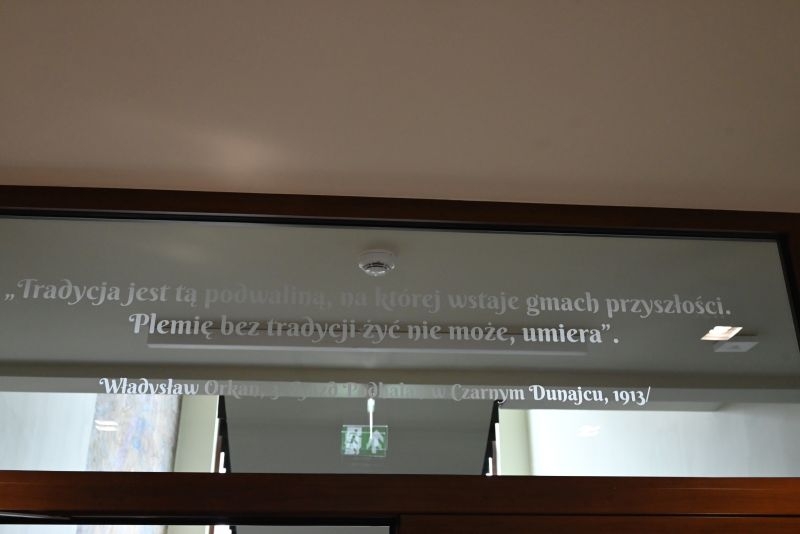 „Tradycja jest tą podwaliną, na której wstaje gmach przyszłości.
Plemię bez tradycji żyć nie może, umiera”.
Władysław Orkan, Podhalan w Czarnym Dunajcu, 1913/